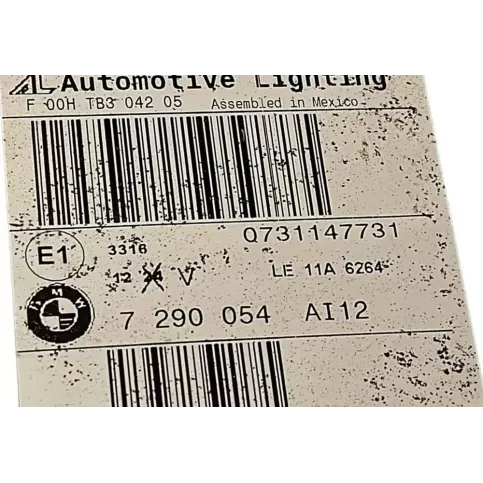 AL Automotive Lighting
F 00H TB3 042 05 Assembled in Mexico
E1 3316 0731147731
12 24 V LE 11A 6264
BMW 7 290 054 AI12